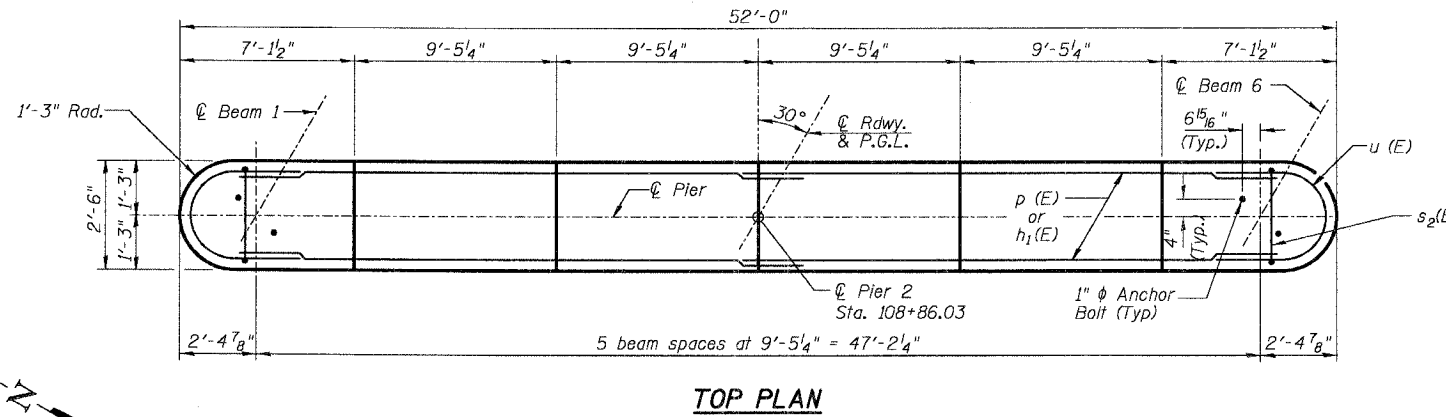 52'-0"
7'-1½"
9'-5¼"
9'-5¼"
9'-5¼"
9'-5¼"
7'-1½"
1'-3" Rad.
℄ Beam 1
30°
℄ Rdwy.
& P.G.L.
℄ Beam 6
6 15/16"
(Typ.)
u (E)
2'-6"
1'-3"
1'-3"
℄ Pier
p (E)
or
h₁(E)
4"
(Typ.)
s₂(E
℄ Pier 2
Sta. 108+86.03
1" ϕ Anchor
Bolt (Typ)
2'-4⅞"
5 beam spaces at 9'-5¼" = 47'-2¼"
2'-4⅞"
N
TOP PLAN